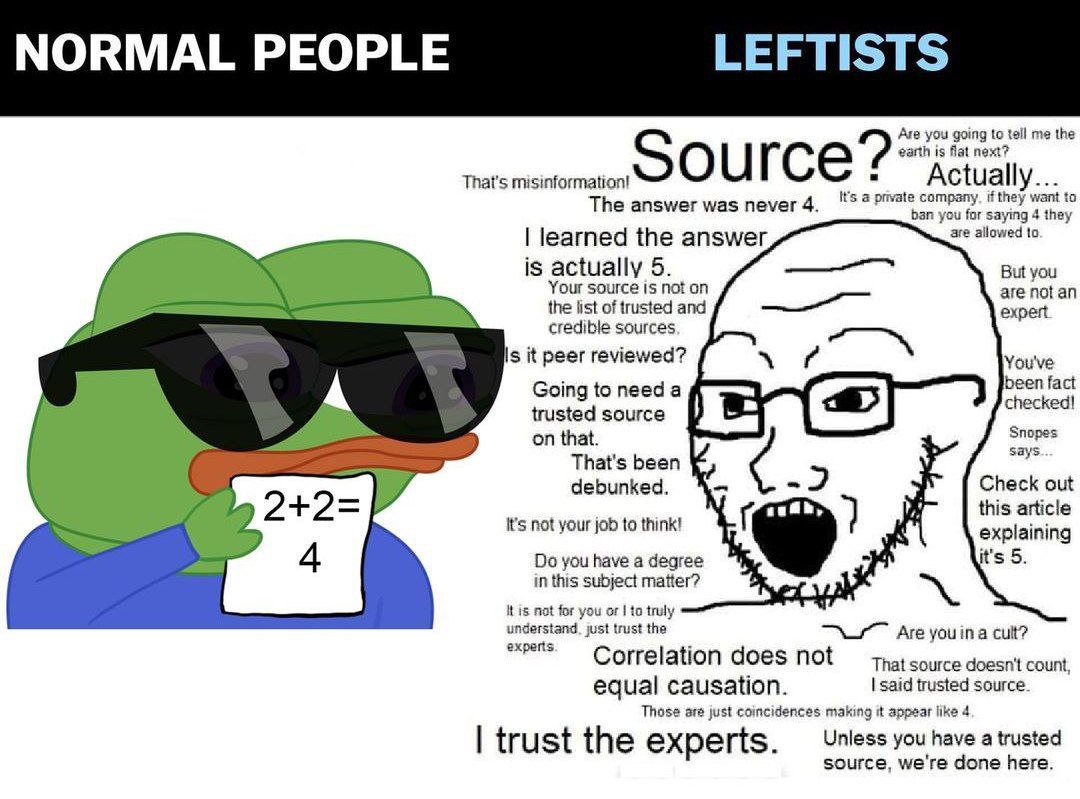 NORMAL PEOPLE
LEFTISTS
2+2=
4
Source?
Are you going to tell me the
earth is flat next?
That's misinformation!
Actually...
The answer was never 4.
It's a private company, if they want to
ban you for saying 4 they
are allowed to.
I learned the answer
is actually 5.
Your source is not on
the list of trusted and
credible sources.
But you
are not an
expert.
Is it peer reviewed?
You've
been fact
checked!
Going to need a
trusted source
on that.
Snopes
says...
That's been
debunked.
Check out
this article
explaining
it's 5.
It's not your job to think!
Do you have a degree
in this subject matter?
It is not for you or I to truly
understand, just trust the
experts.
Are you in a cult?
Correlation does not
equal causation.
That source doesn't count,
I said trusted source.
Those are just coincidences making it appear like 4.
I trust the experts.
Unless you have a trusted
source, we're done here.